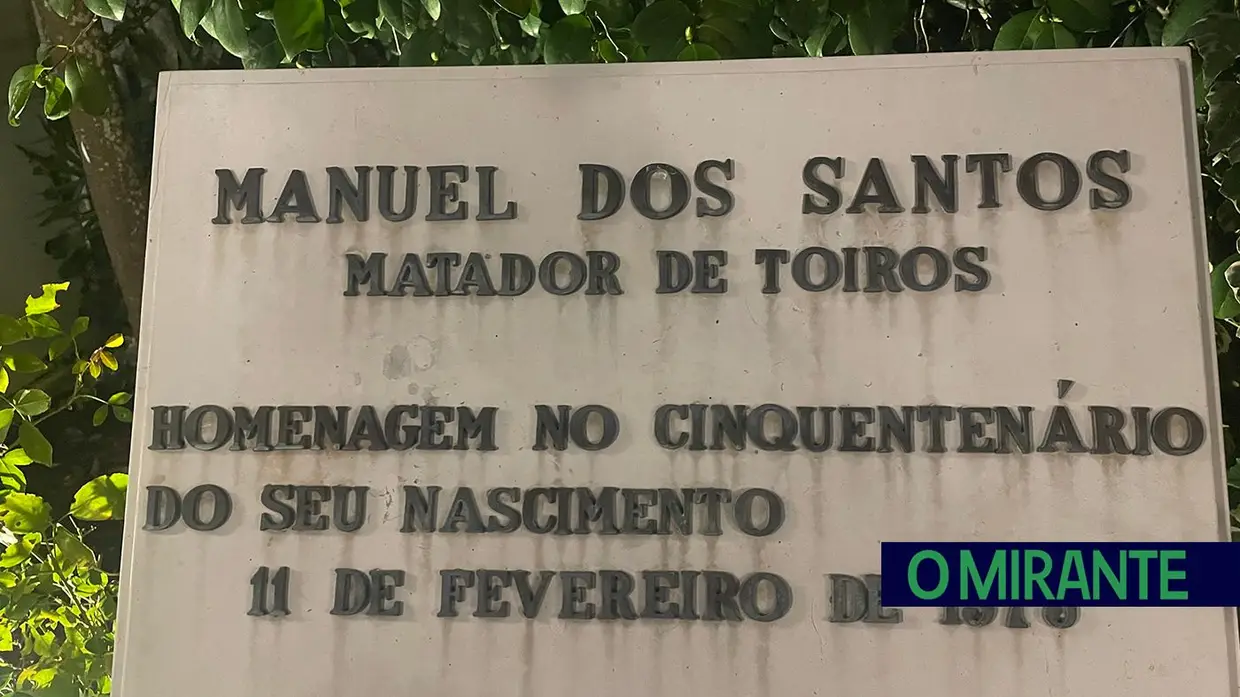 MANUEL DOS SANTOS
MATADOR DE TOIROS
HOMENAGEM NO CINQUENTENÁRIO
DO SEU NASCIMENTO
11 DE FEVEREIRO DE
O MIRANTE